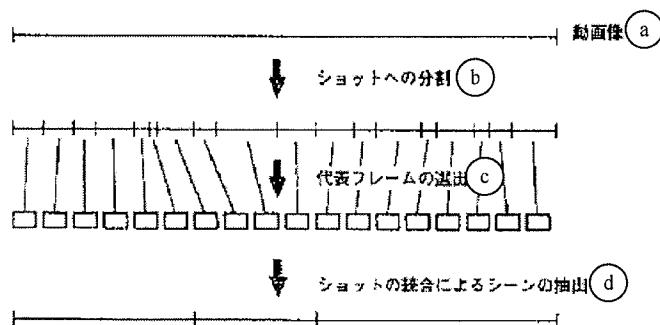 動画像 a
ショットへの分割 b
代表フレームの選出 c
ショットの統合によるシーンの抽出 d